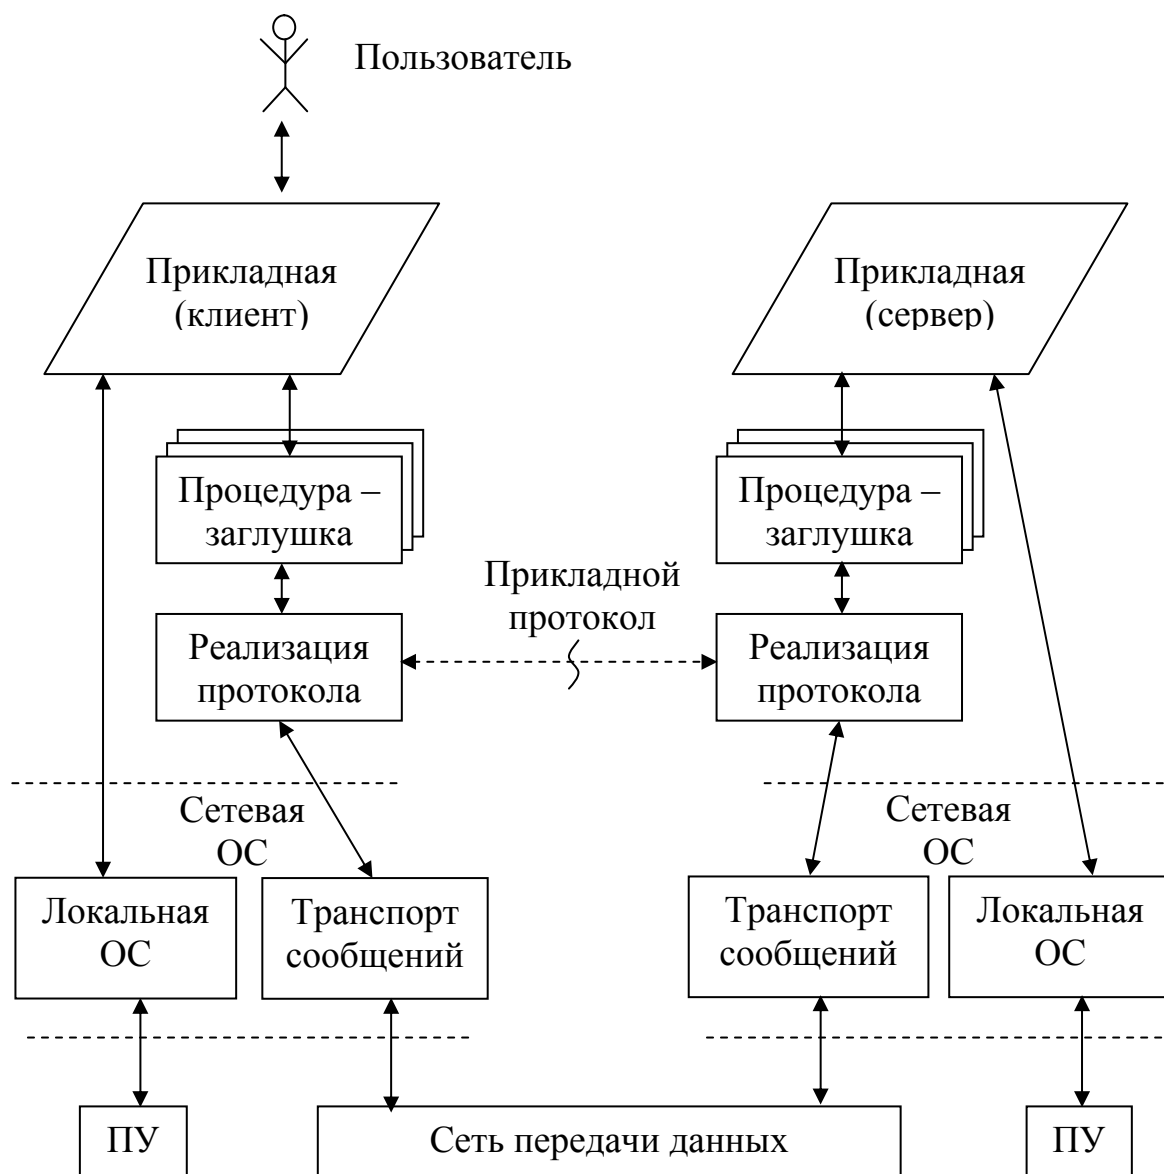 Пользователь
Прикладная
(клиент)
Прикладная
(сервер)
Процедура –
заглушка
Процедура –
заглушка
Прикладной
протокол
Реализация
протокола
Реализация
протокола
Сетевая
ОС
Сетевая
ОС
Локальная
ОС
Транспорт
сообщений
Транспорт
сообщений
Локальная
ОС
ПУ
Сеть передачи данных
ПУ